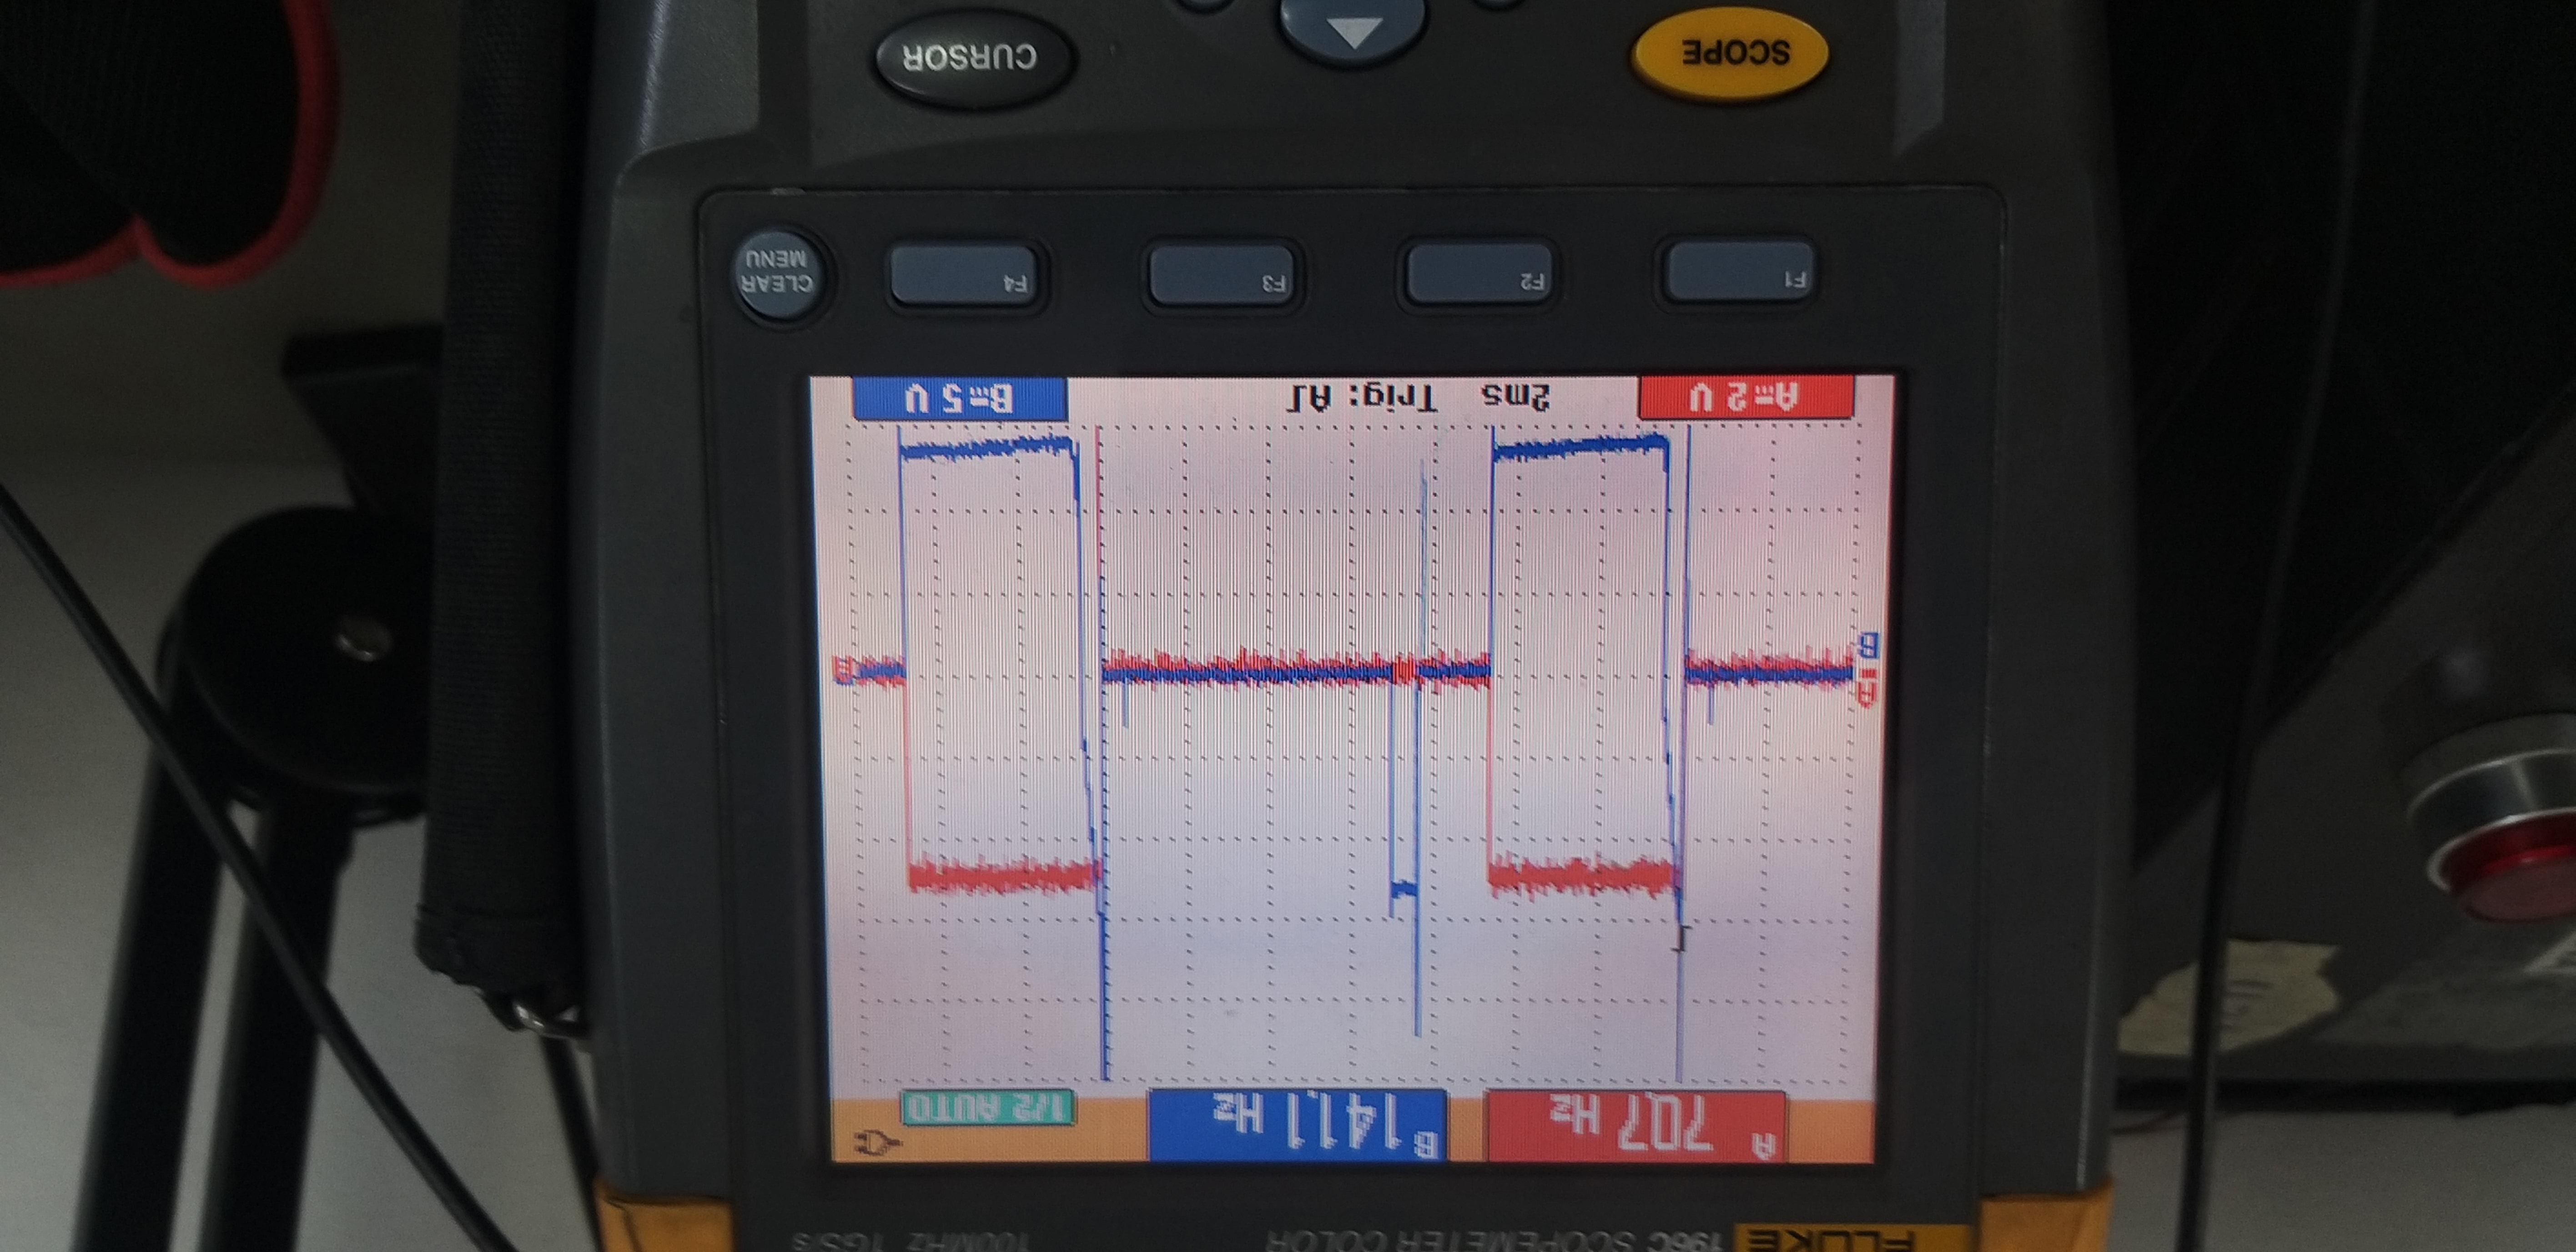 FLUKE 196C SCOPEMETER COLOR 100MHz 1GS/s
A 70.7 Hz B 141.1 Hz
1/2 AUTO
A
B
A
A 2 V 2ms Trig: A B 5 V
F1 F2 F3 F4 CLEAR MENU
SCOPE CURSOR